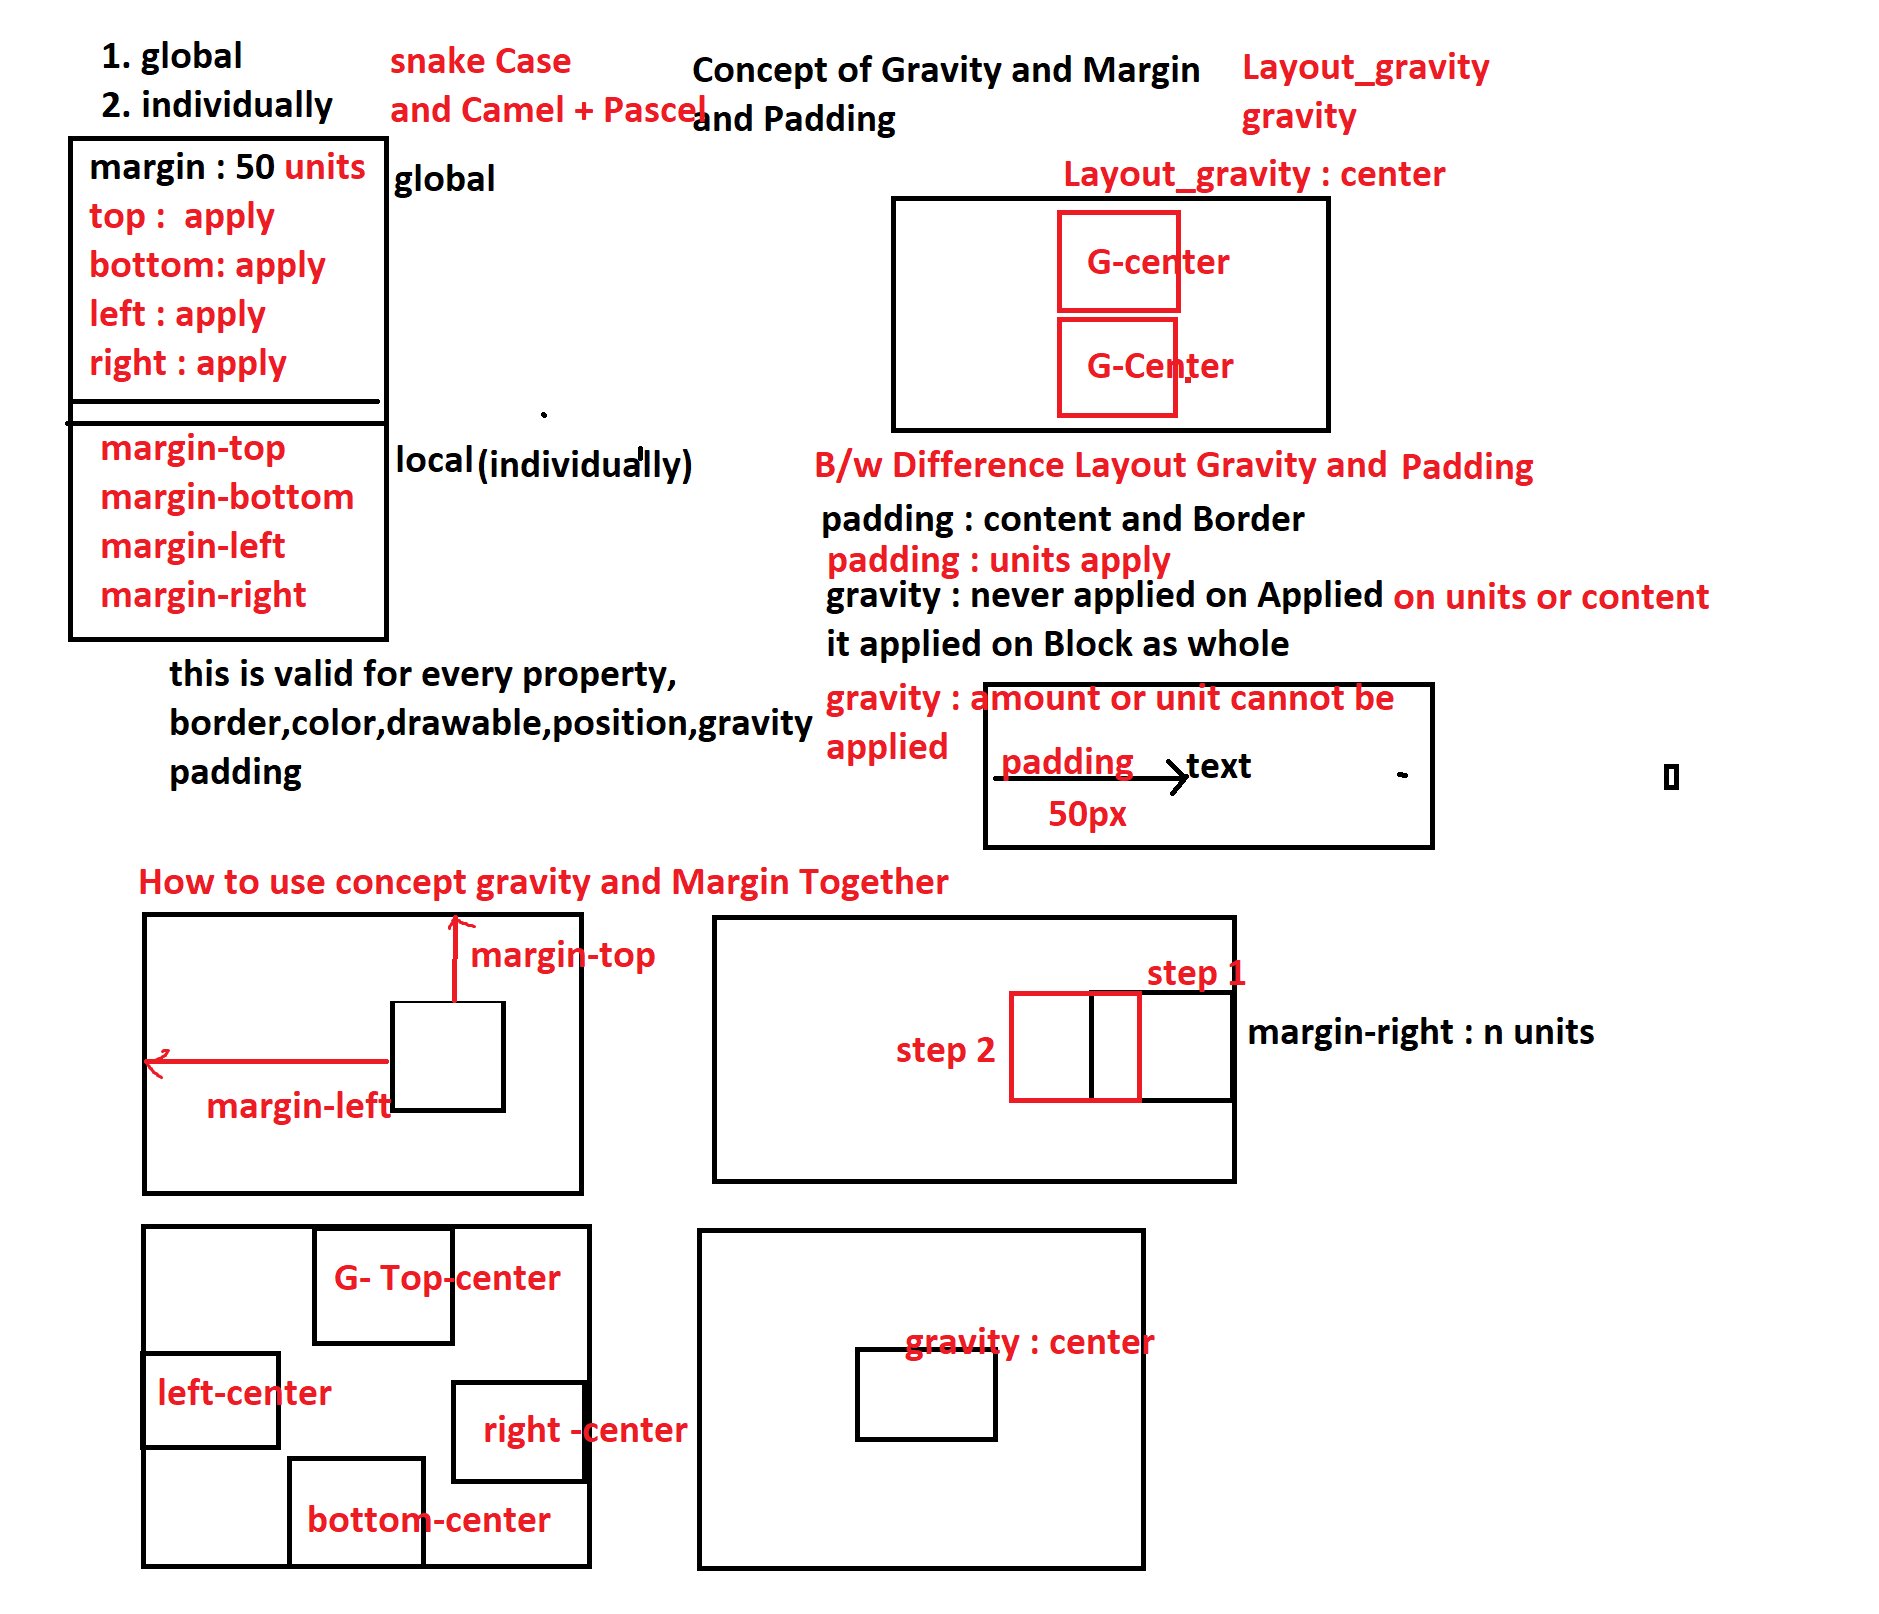 1. global
2. individually
snake Case
and Camel + Pascel
Concept of Gravity and Margin
and Padding
Layout_gravity
gravity
margin : 50 units
top :  apply
bottom: apply
left : apply
right : apply
global
margin-top
margin-bottom
margin-left
margin-right
local (individually)
this is valid for every property,
border,color,drawable,position,gravity
padding
Layout_gravity : center
G-center
G-Center
B/w Difference Layout Gravity and Padding
padding : content and Border
padding : units apply
gravity : never applied on Applied on units or content
it applied on Block as whole
gravity : amount or unit cannot be
applied
padding
text
50px
How to use concept gravity and Margin Together
margin-top
margin-left
step 1
step 2
margin-right : n units
G- Top-center
left-center
right -center
bottom-center
gravity : center